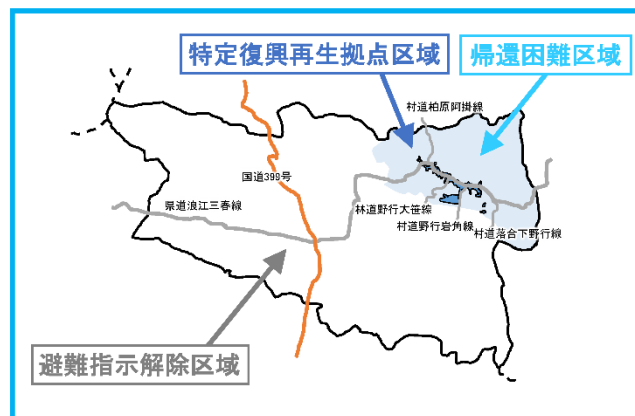 特定復興再生拠点区域
帰還困難区域
村道柏原阿掛線
国道399号
県道浪江三春線
林道野行大笹線
村道野行岩角線
村道落合下野行線
避難指示解除区域